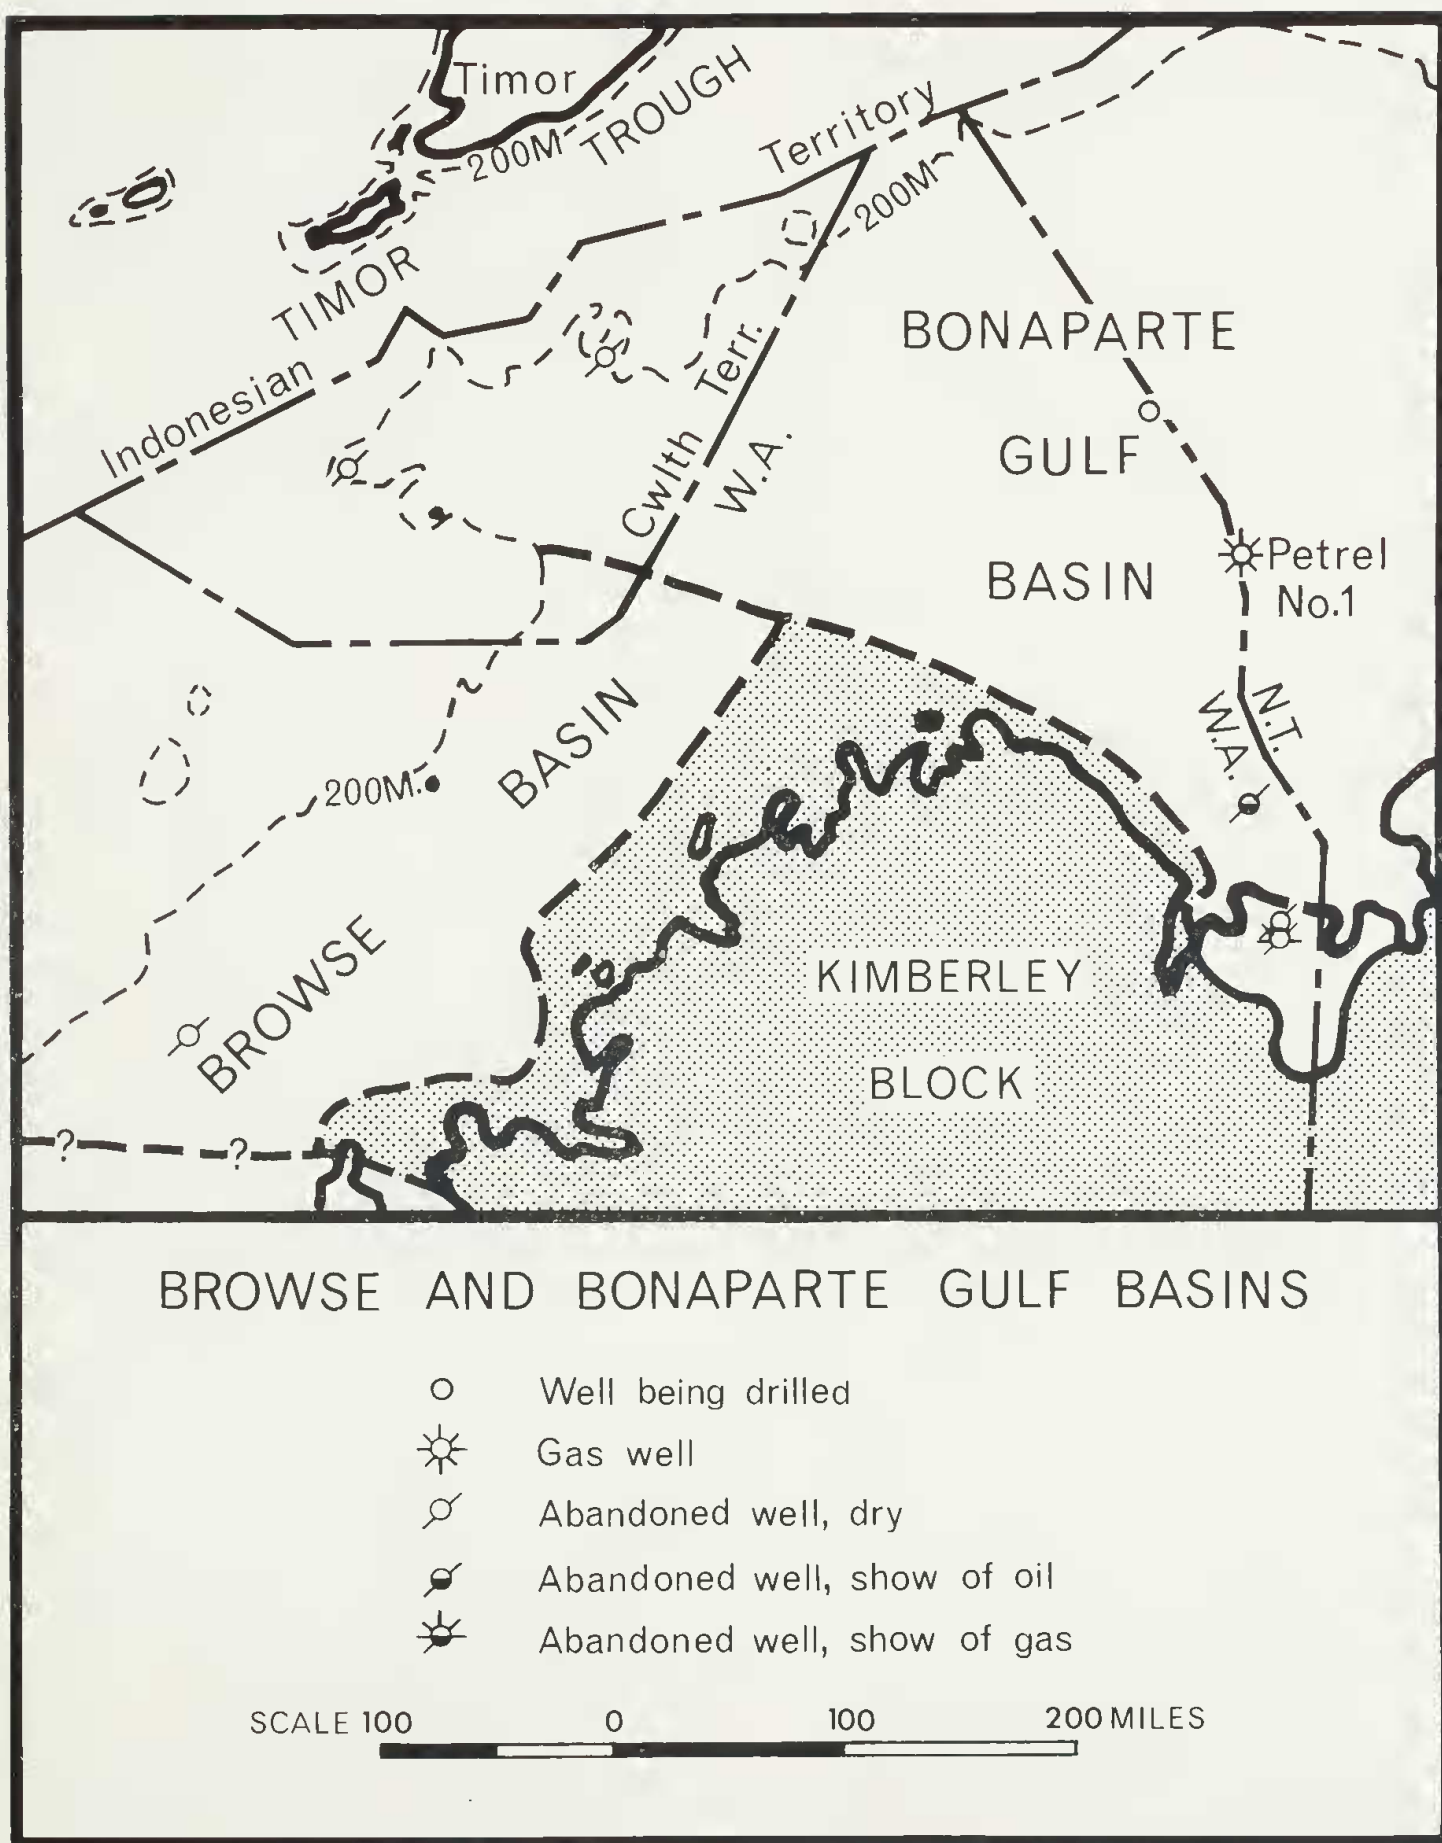 Timor
200M
TIMOR TROUGH
Indonesian Territory
200M
Cwlth Terr.
W.A.
BONAPARTE
GULF
BASIN
Petrel
No.1
N.T.
W.A.
200M
BROWSE BASIN
KIMBERLEY
BLOCK
?
?
BROWSE AND BONAPARTE GULF BASINS
Well being drilled
Gas well
Abandoned well, dry
Abandoned well, show of oil
Abandoned well, show of gas
SCALE 100 0 100 200 MILES